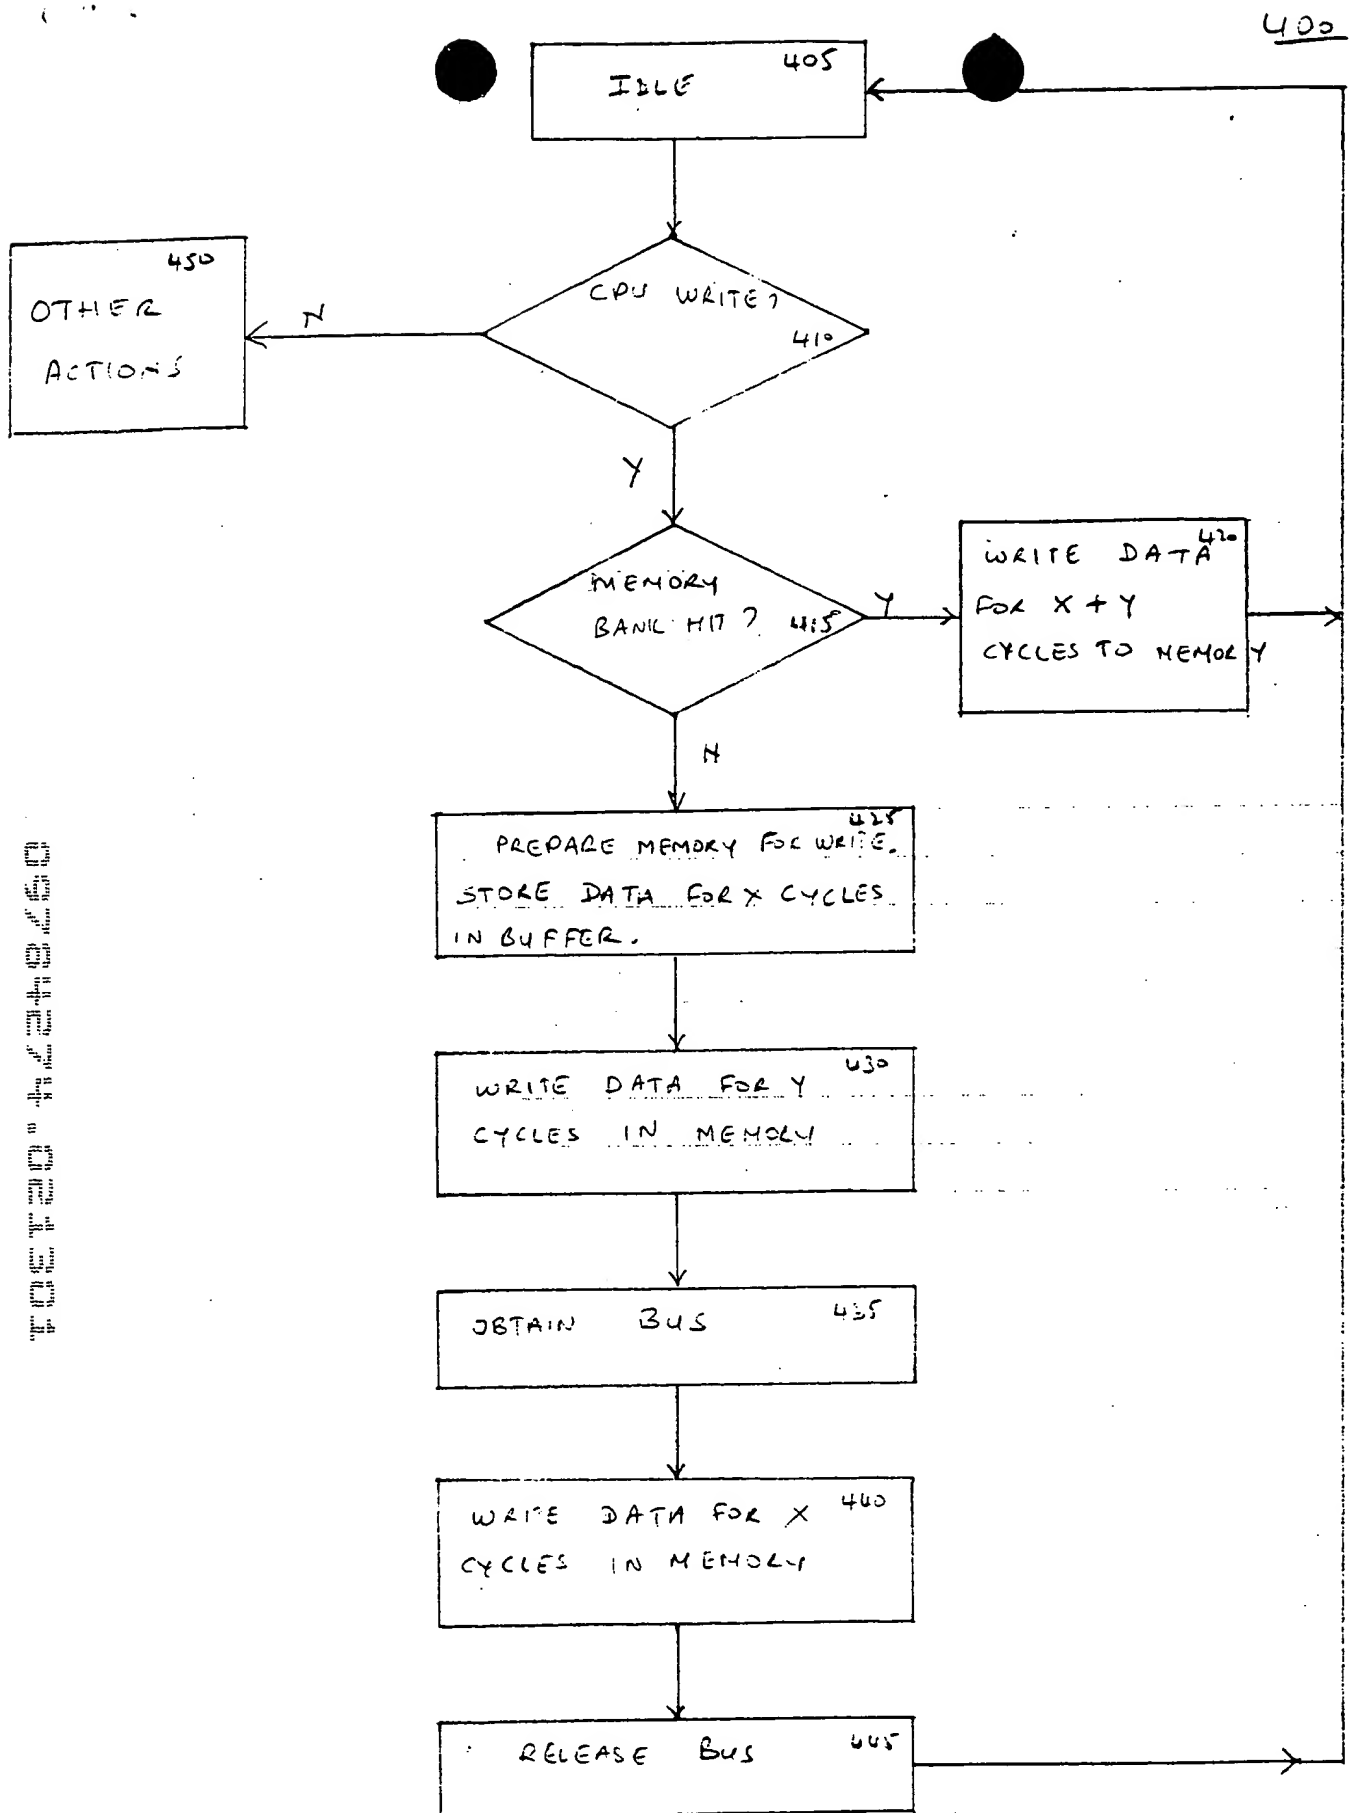 400
IDLE 405
CPU WRITE?
410
N
450
OTHER
ACTIONS
Y
MEMORY
BANK HIT? 415
Y
420
WRITE DATA
FOR X + Y
CYCLES TO MEMORY
N
425
PREPARE MEMORY FOR WRITE.
STORE DATA FOR X CYCLES
IN BUFFER.
430
WRITE DATA FOR Y
CYCLES IN MEMORY
OBTAIN BUS 435
WRITE DATA FOR X 440
CYCLES IN MEMORY
RELEASE BUS 445
09784274.021301